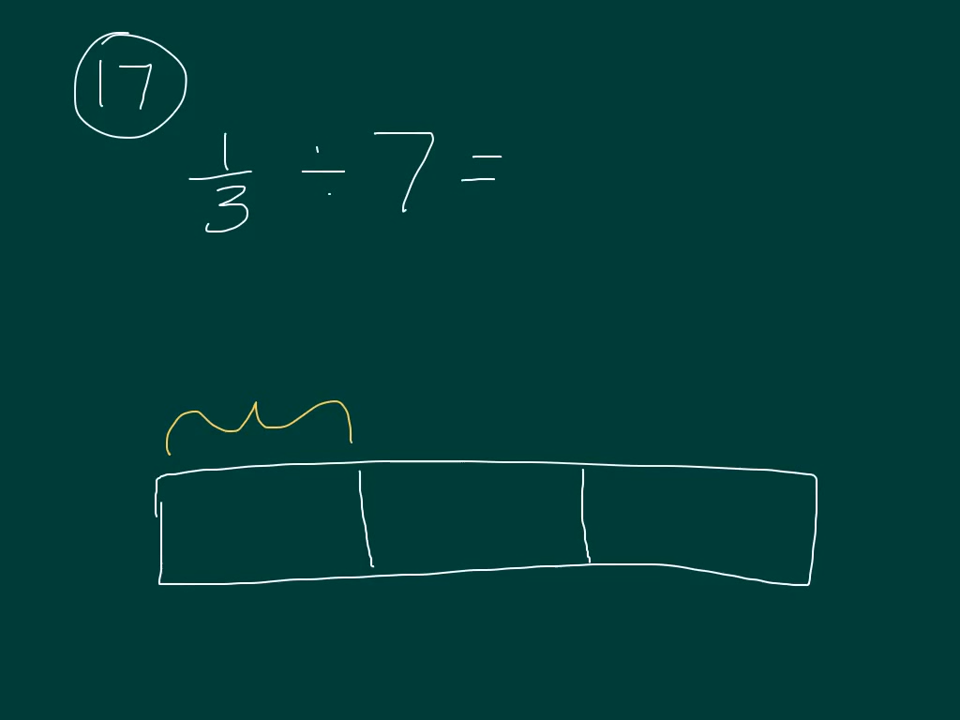 17
1/3 ÷ 7 =